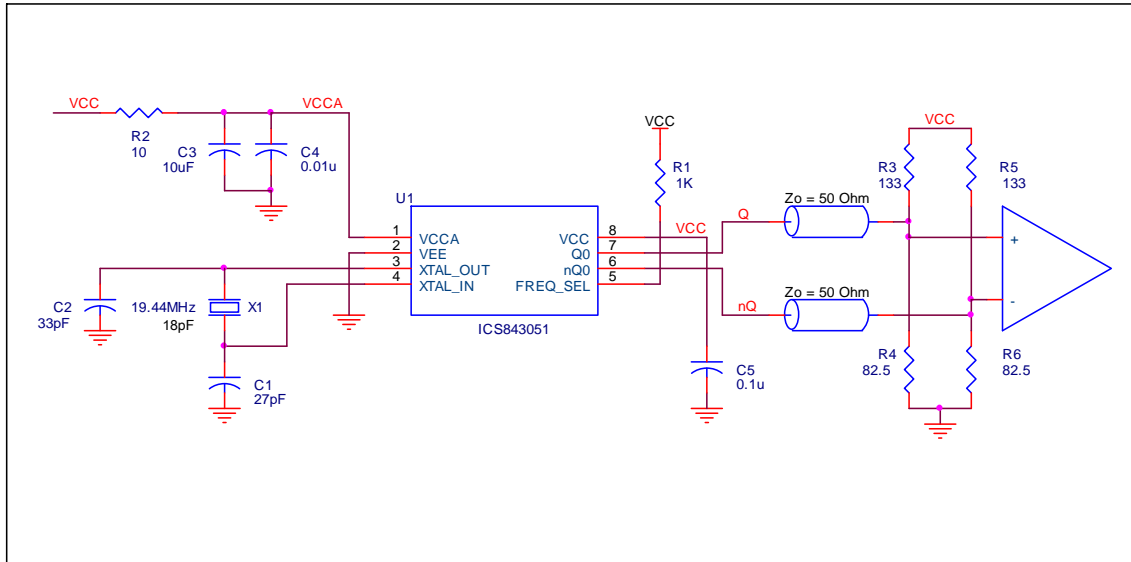 VCC
R2
10
VCCA
C3
10uF
C4
0.01u
VCC
R1
1K
U1
1
2
3
4
VCCA
VEE
XTAL_OUT
XTAL_IN
VCC
Q0
nQ0
FREQ_SEL
8
7
6
5
ICS843051
VCC
C2
33pF
19.44MHz
18pF
X1
C1
27pF
C5
0.1u
Q
Zo = 50 Ohm
nQ
Zo = 50 Ohm
VCC
R3
133
R5
133
+
-
R4
82.5
R6
82.5